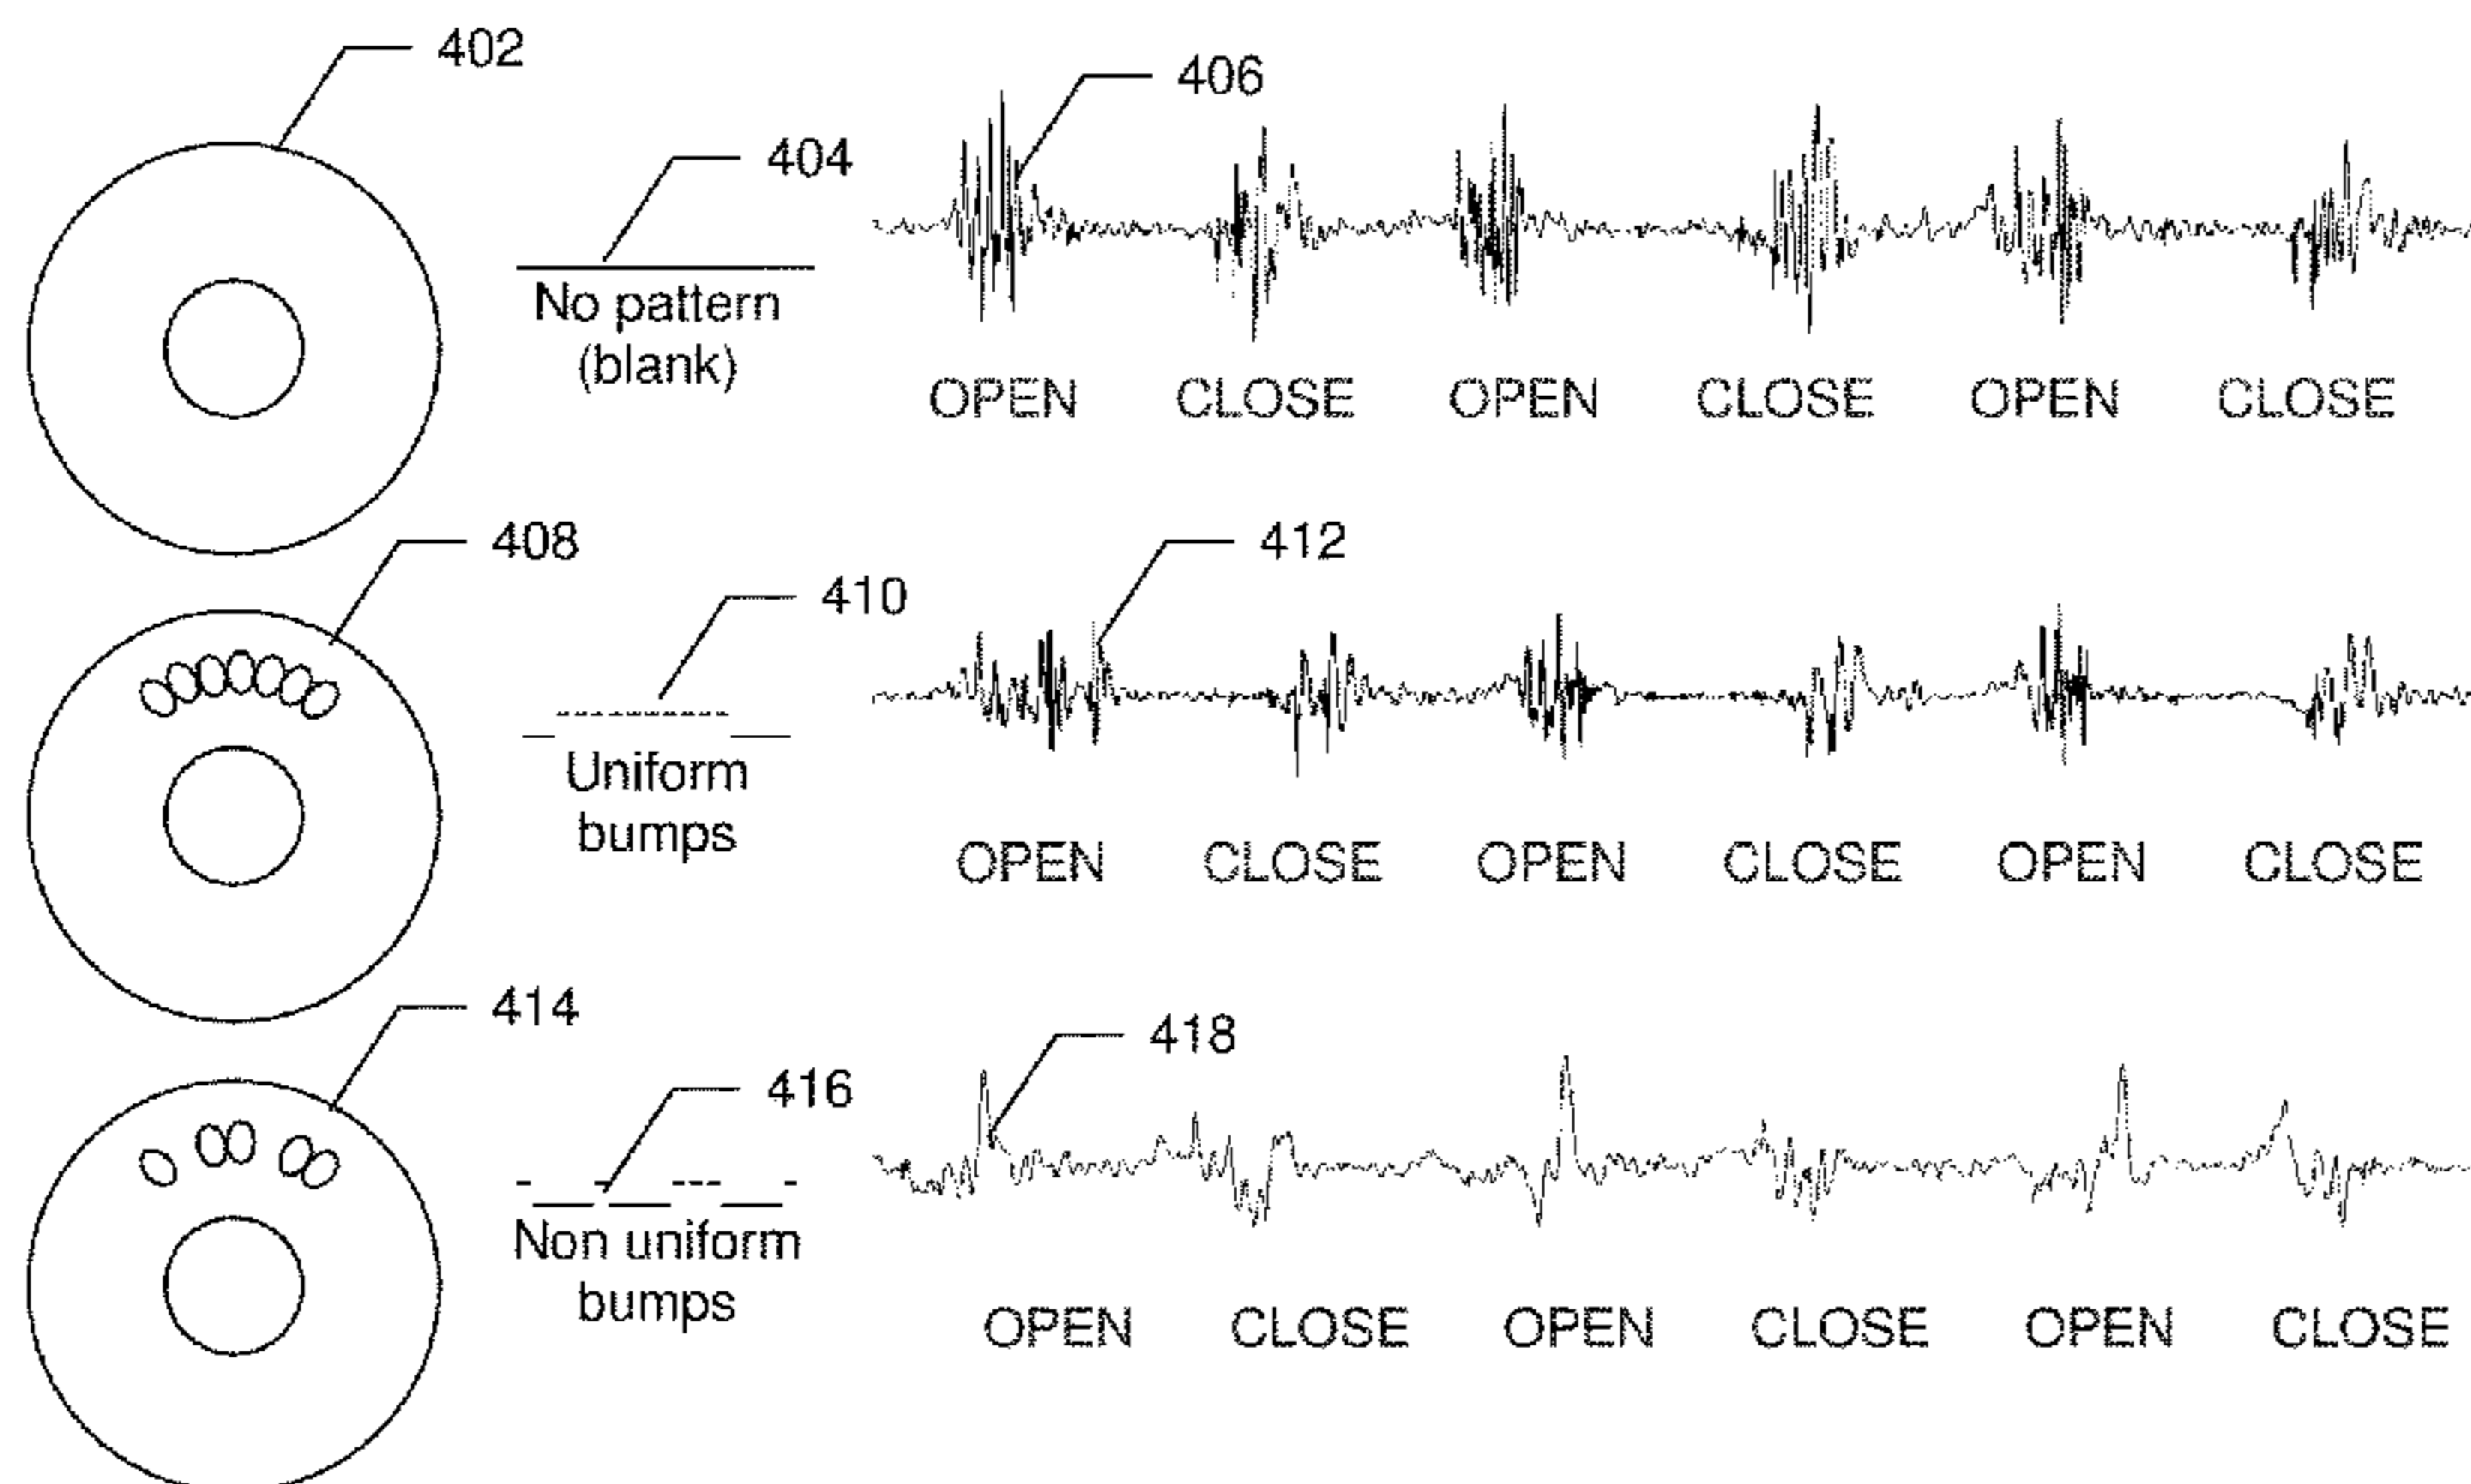 402
406
404
No pattern
(blank)
OPEN CLOSE OPEN CLOSE OPEN CLOSE
408
412
410
Uniform
bumps
OPEN CLOSE OPEN CLOSE OPEN CLOSE
414
418
416
Non uniform
bumps
OPEN CLOSE OPEN CLOSE OPEN CLOSE